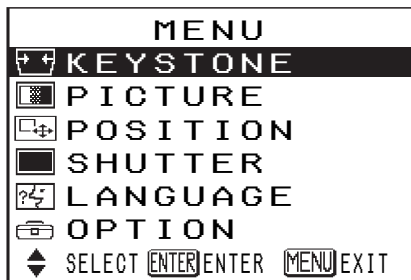 MENU
KEYSTONE
PICTURE
POSITION
SHUTTER
LANGUAGE
OPTION
SELECT ENTER ENTER MENU EXIT